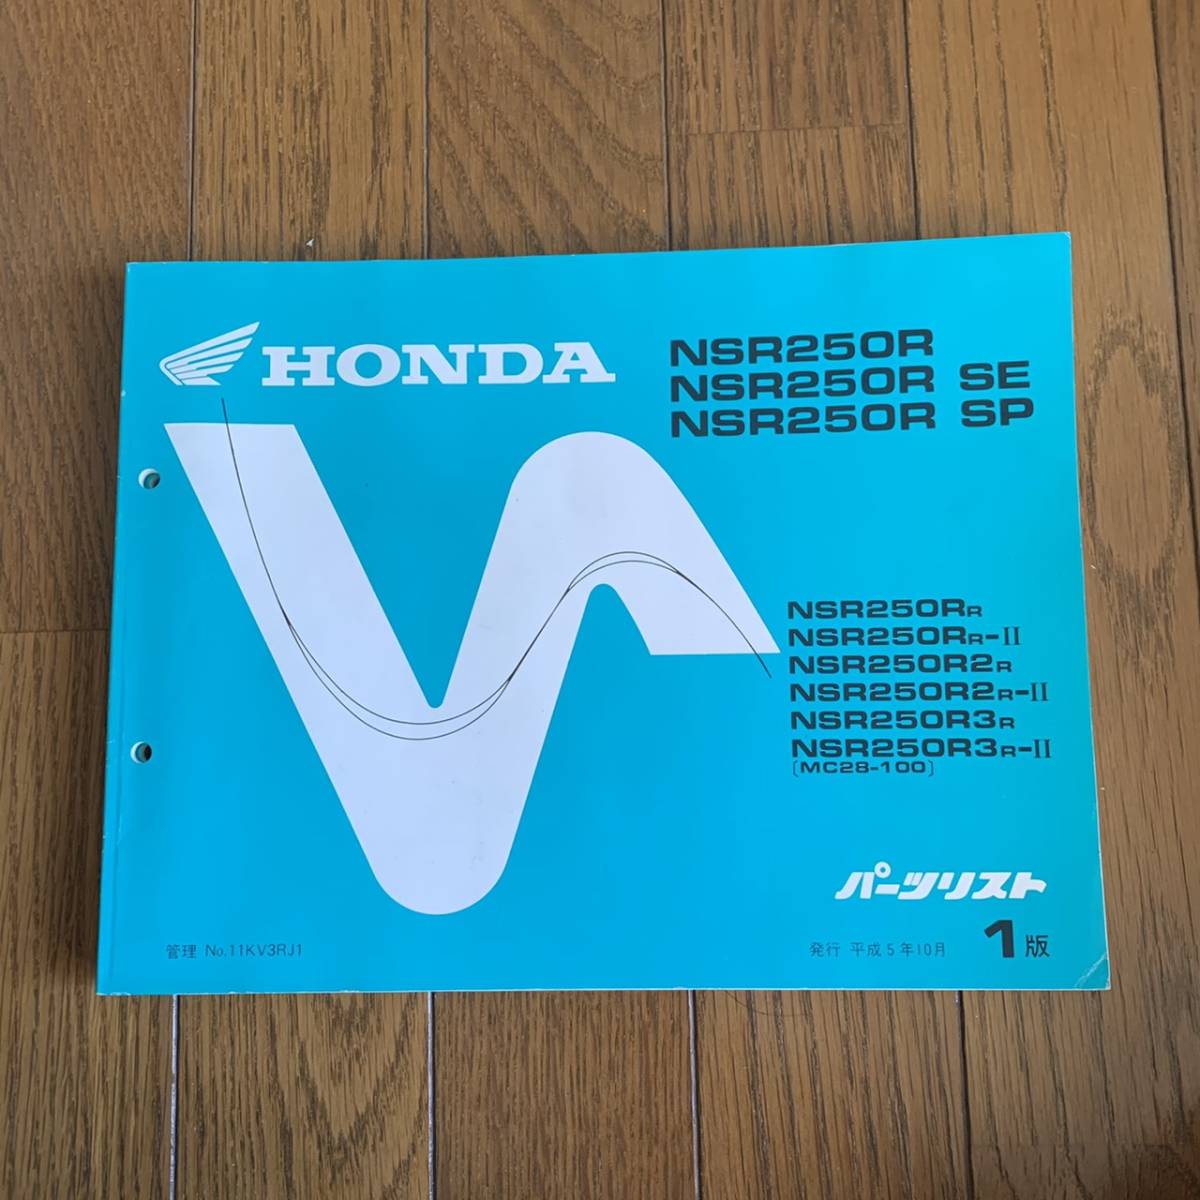 HONDA
NSR250R
NSR250R SE
NSR250R SP
NSR250RR
NSR250RR-II
NSR250R2R
NSR250R2R-II
NSR250R3R
NSR250R3R-II
[MC28-100]
パーツリスト
管理 No.11KV3RJ1
発行 平成5年10月 1版